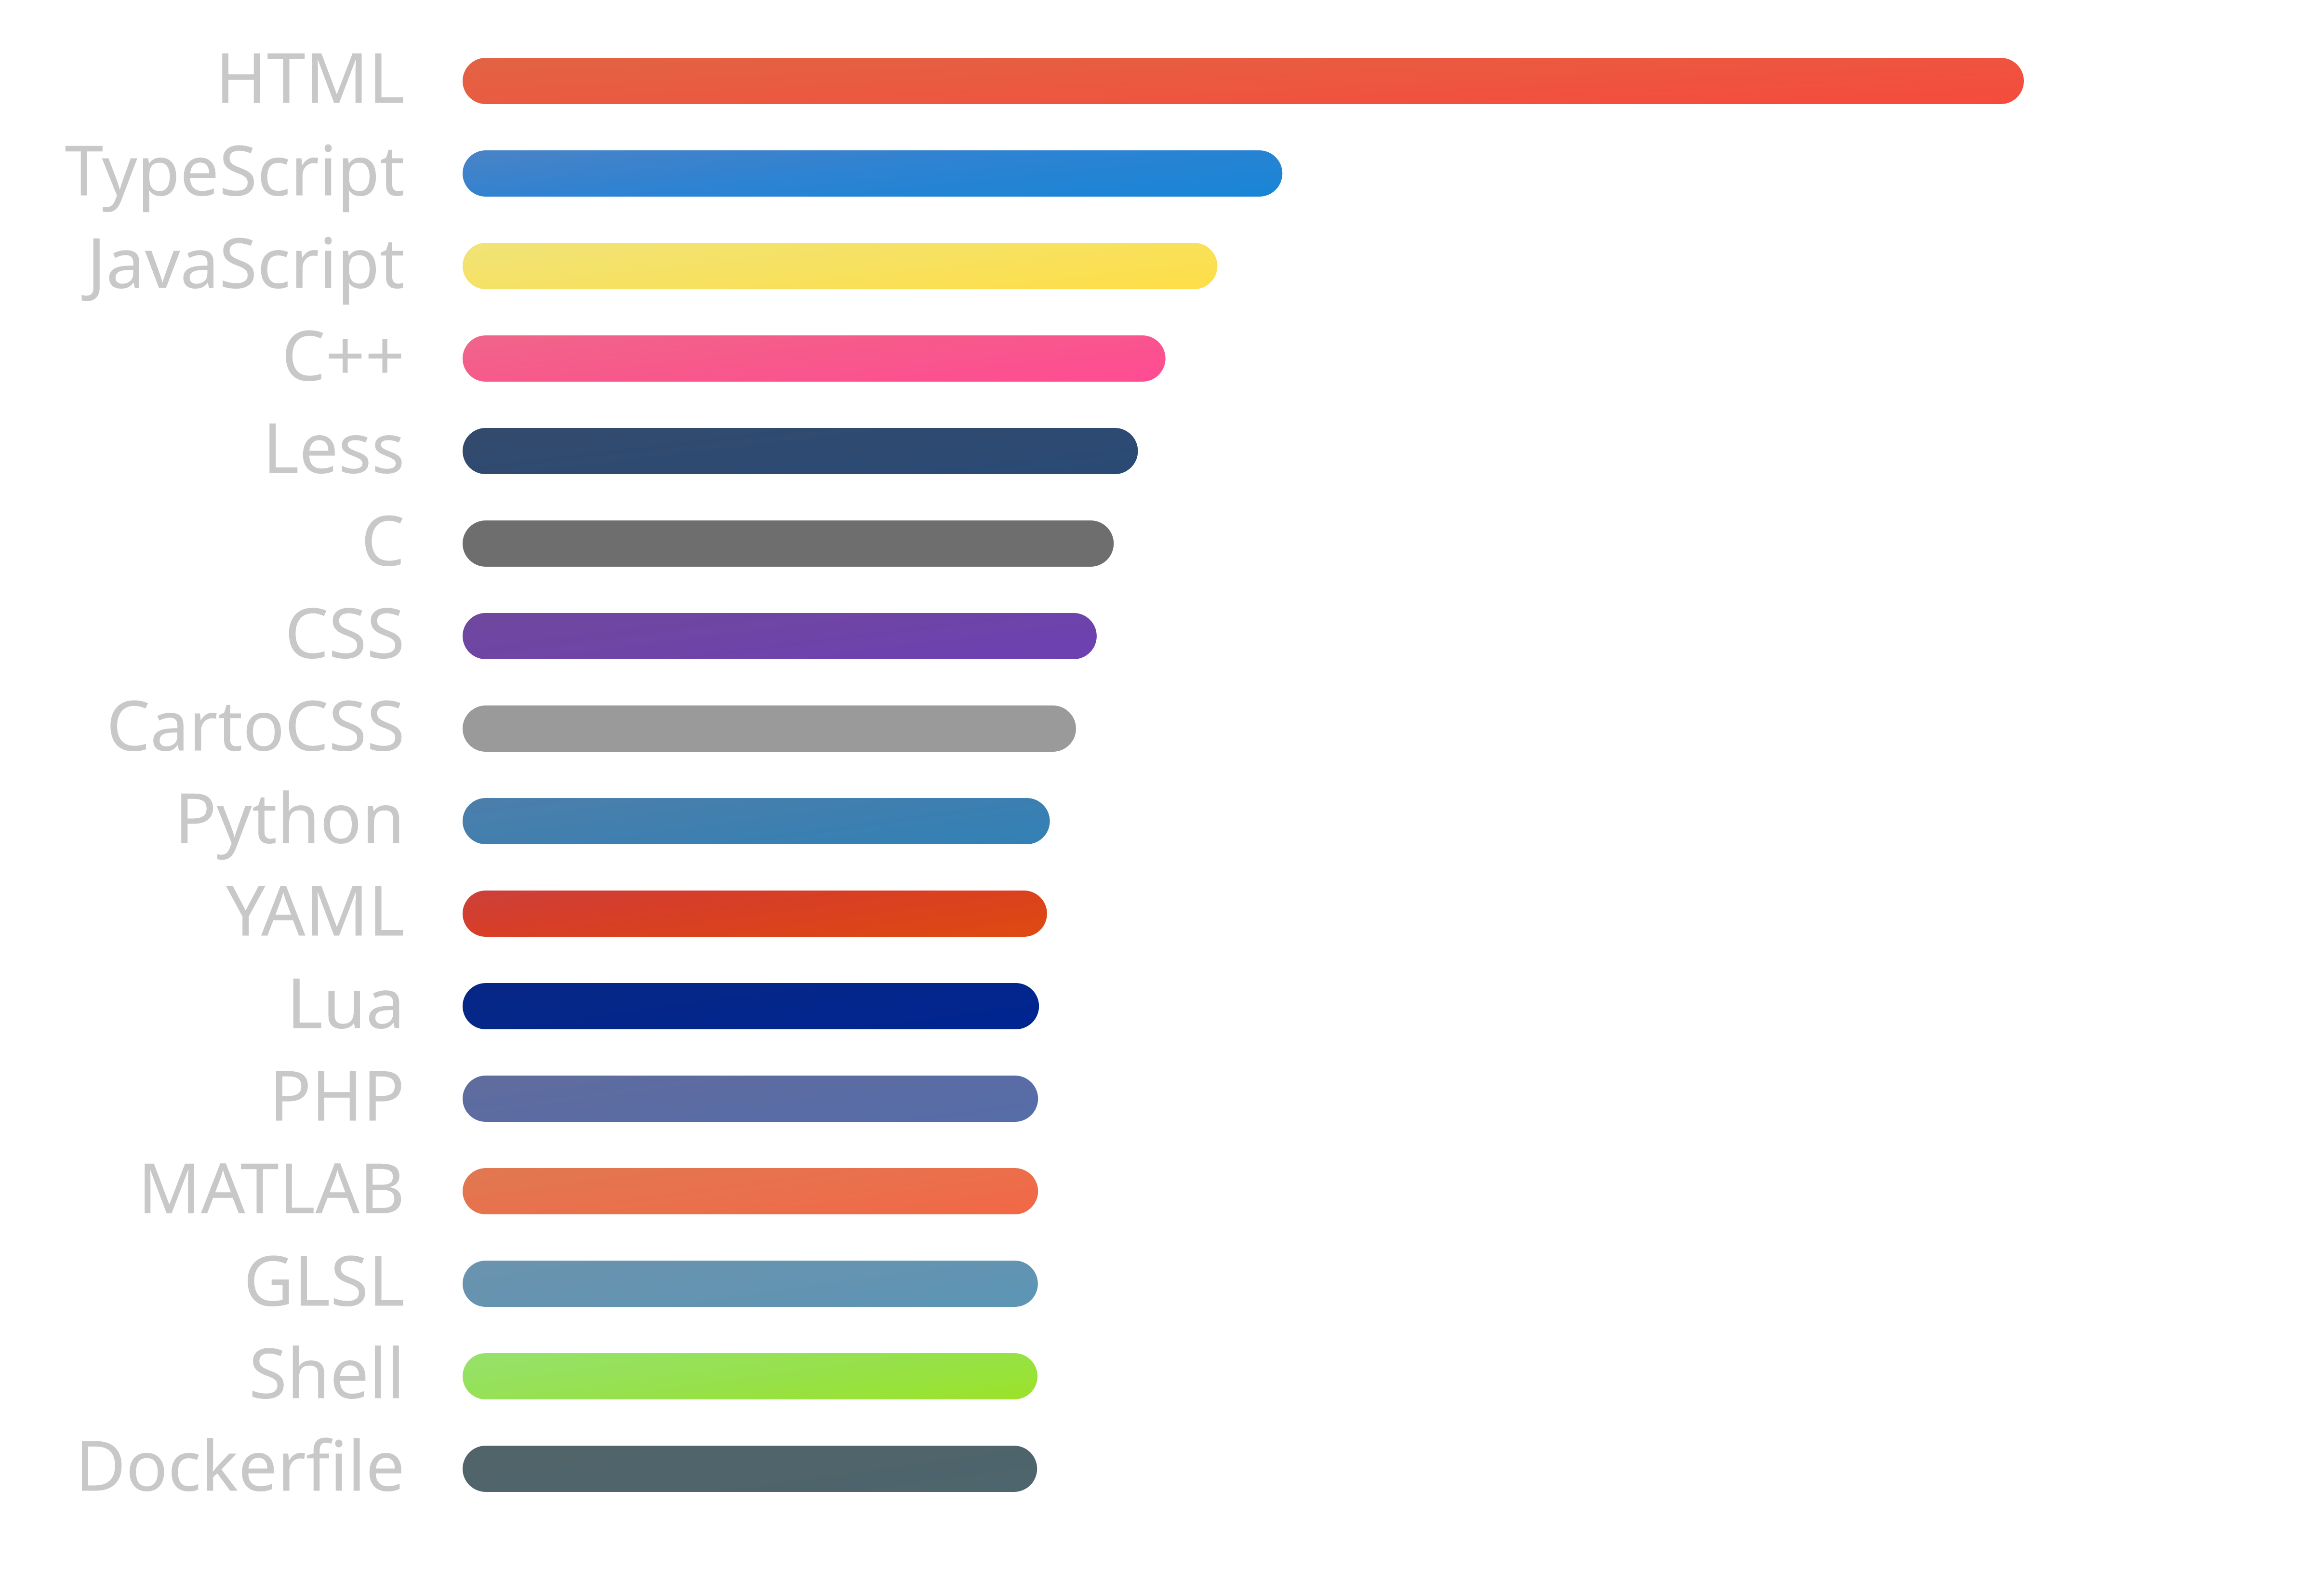 HTML
TypeScript
JavaScript
C++
Less
C
CSS
CartoCSS
Python
YAML
Lua
PHP
MATLAB
GLSL
Shell
Dockerfile